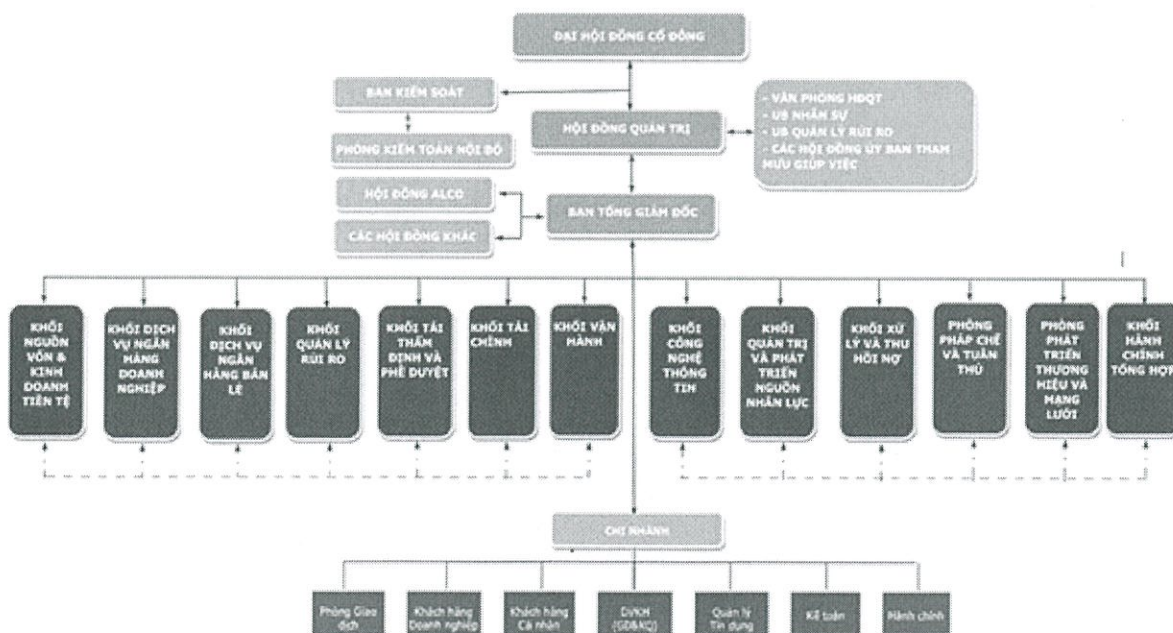 ĐẠI HỘI ĐỒNG CỔ ĐÔNG
BAN KIỂM SOÁT
PHÒNG KIỂM TOÁN NỘI BỘ
HỘI ĐỒNG QUẢN TRỊ
- VĂN PHÒNG HĐQT
- UB NHÂN SỰ
- UB QUẢN LÝ RỦI RO
- CÁC HỘI ĐỒNG ỦY BAN THAM
MƯU GIÚP VIỆC
HỘI ĐỒNG ALCO
CÁC HỘI ĐỒNG KHÁC
BAN TỔNG GIÁM ĐỐC
KHỐI
NGUỒN
VỐN &
KINH
DOANH
TIỀN TỆ
KHỐI DỊCH
VỤ NGÂN
HÀNG
DOANH
NGHIỆP
KHỐI
DỊCH VỤ
NGÂN
HÀNG BÁN
LẺ
KHỐI
QUẢN LÝ
RỦI RO
KHỐI TÁI
THẨM
ĐỊNH VÀ
PHÊ DUYỆT
KHỐI TÀI
CHÍNH
KHỐI VẬN
HÀNH
KHỐI
CÔNG
NGHỆ
THÔNG
TIN
KHỐI
QUẢN
TRỊ VÀ
PHÁT
TRIỂN
NGUỒN
NHÂN LỰC
KHỐI XỬ
LÝ VÀ THU
HỒI NỢ
PHÒNG
PHÁP CHẾ
VÀ TUÂN
THỦ
PHÒNG
PHÁT
TRIỂN
THƯƠNG
HIỆU VÀ
MẠNG
LƯỚI
KHỐI
HÀNH
CHÍNH
TỔNG HỢP
CHI NHÁNH
Phòng Giao
dịch
Khách hàng
Doanh nghiệp
Khách hàng
Cá nhân
DVKH
(GD&KQ)
Quản lý
Tín dụng
Kế toán
Hành chính